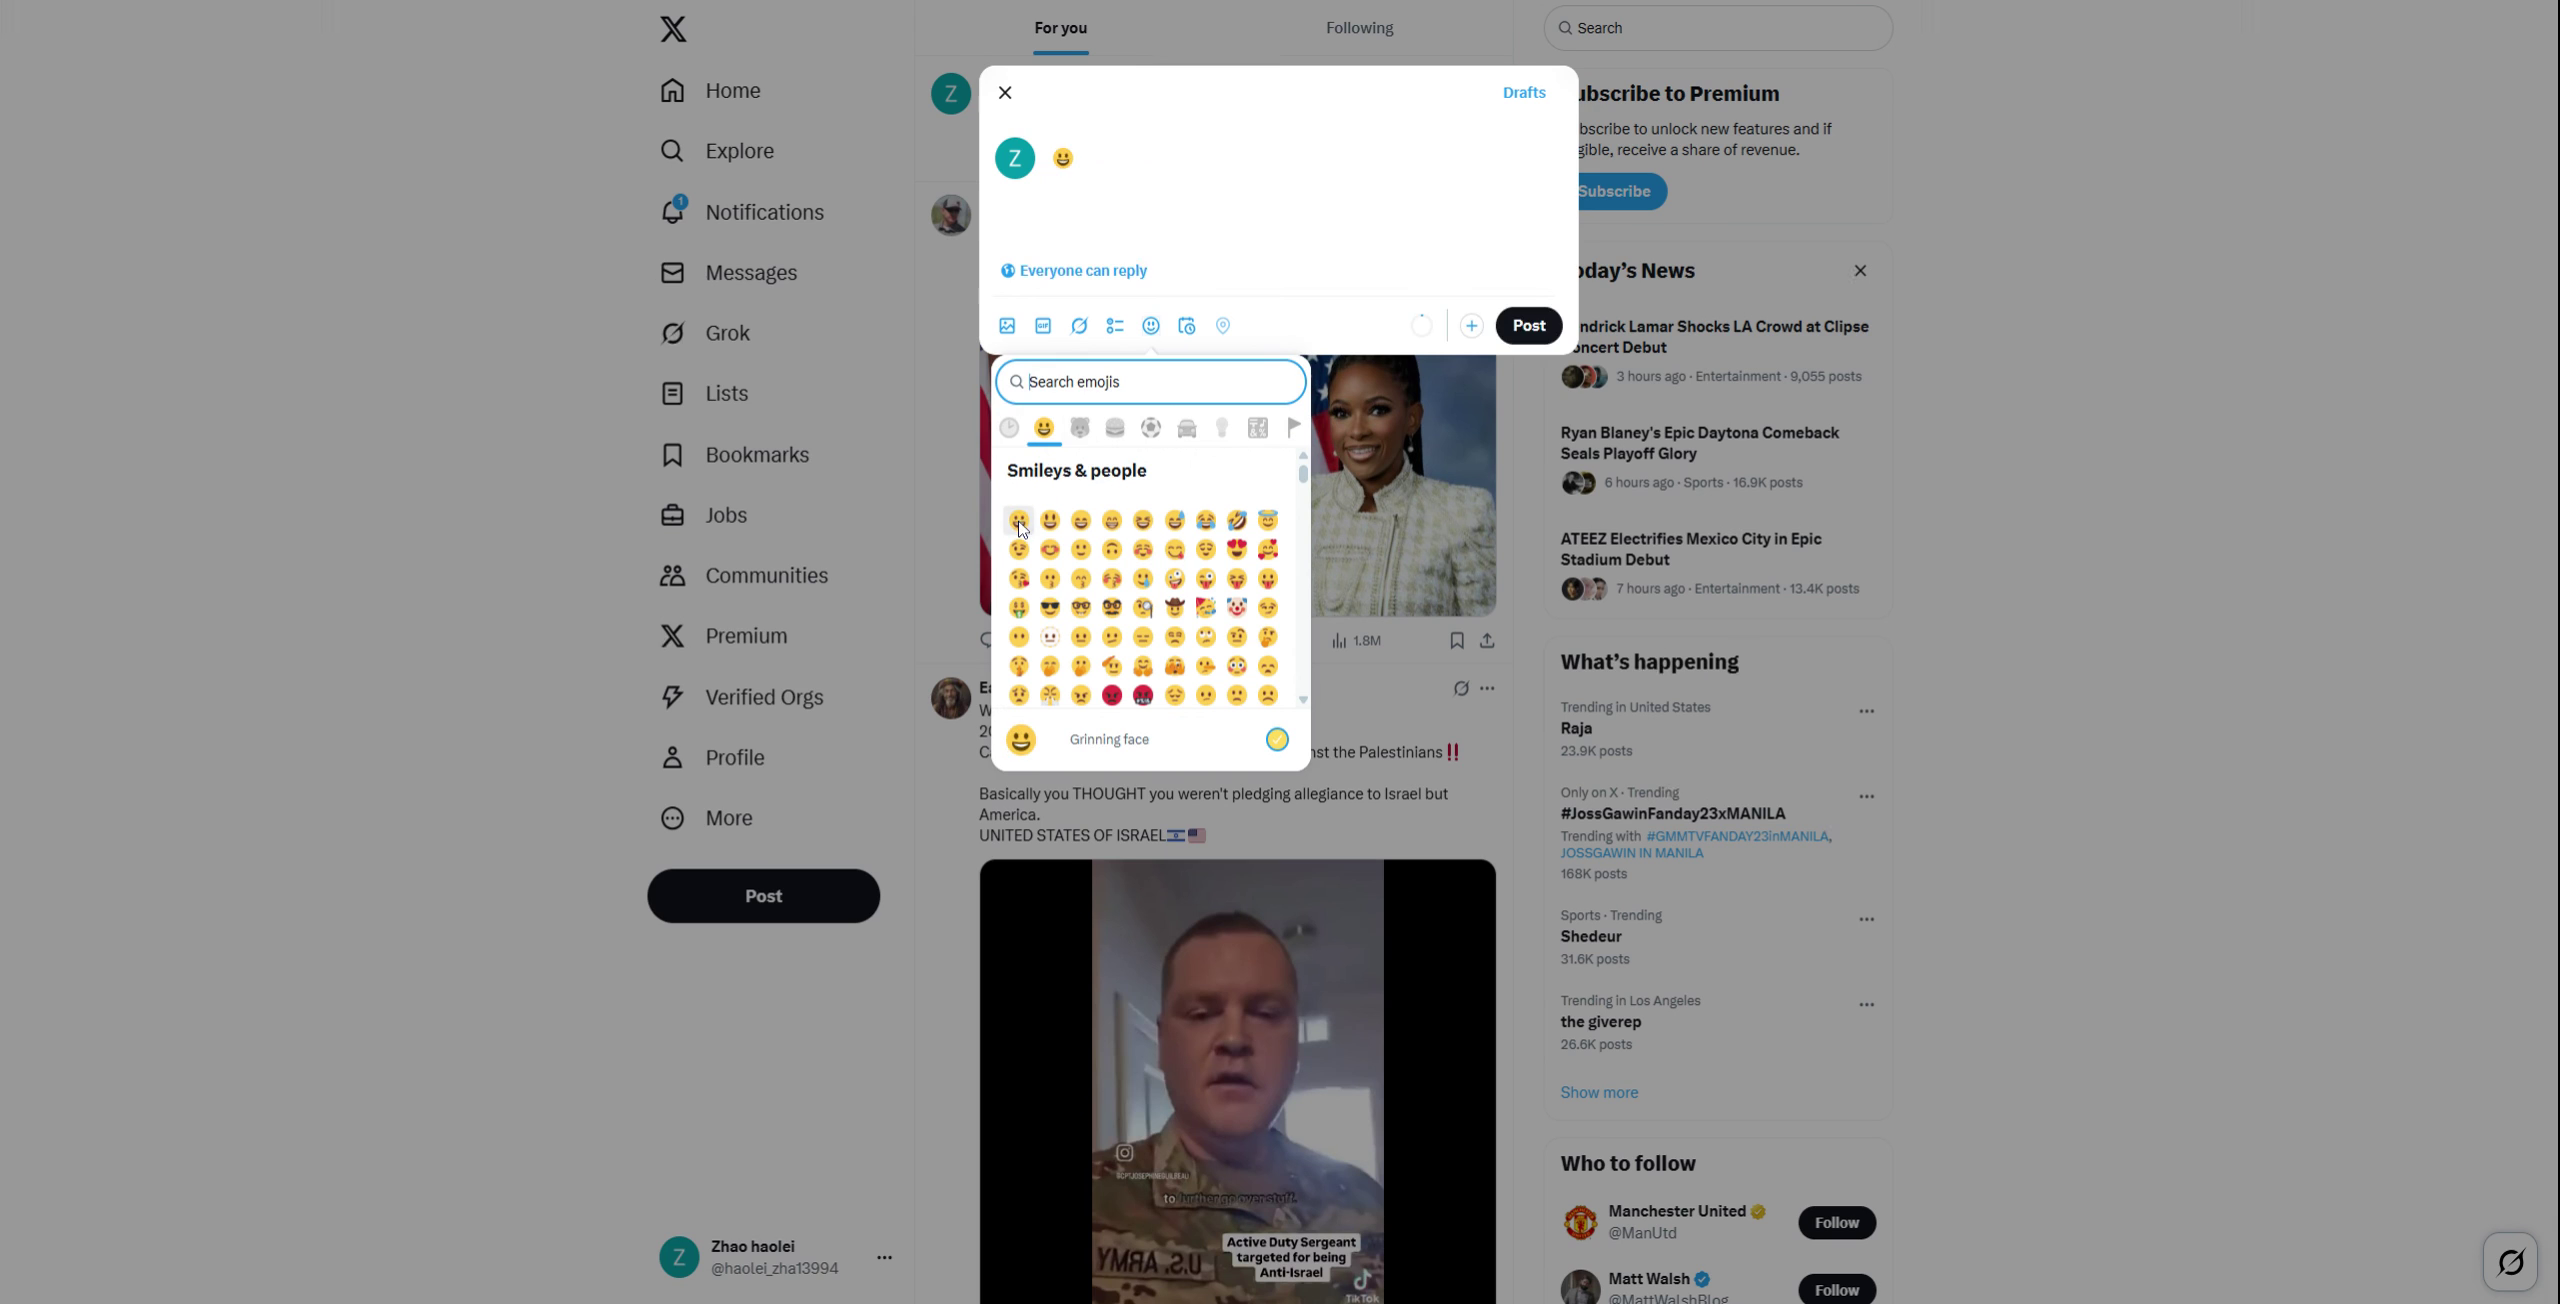 Home
Explore
1
Notifications
Messages
Grok
Lists
Bookmarks
Jobs
Communities
Premium
Verified Orgs
Profile
More
Post
Zhao haolei
@haolei_zha13994
For you
Following
Z
Drafts
Z
Everyone can reply
GIF
Post
Search emojis
Smileys & people
Grinning face
1.8M
nst the Palestinians
Basically you THOUGHT you weren't pledging allegiance to Israel but
America.
UNITED STATES OF ISRAEL
to further go over stuff.
U.S. ARMY
Active Duty Sergeant
targeted for being
Anti-Israel
TikTok
Search
ubscribe to Premium
bscribe to unlock new features and if
gible, receive a share of revenue.
Subscribe
oday's News
ndrick Lamar Shocks LA Crowd at Clipse
oncert Debut
3 hours ago · Entertainment · 9,055 posts
Ryan Blaney's Epic Daytona Comeback
Seals Playoff Glory
6 hours ago · Sports · 16.9K posts
ATEEZ Electrifies Mexico City in Epic
Stadium Debut
7 hours ago · Entertainment · 13.4K posts
What's happening
Trending in United States
Raja
23.9K posts
Only on X · Trending
#JossGawinFanday23xMANILA
Trending with #GMMTVFANDAY23inMANILA,
JOSSGAWIN IN MANILA
168K posts
Sports · Trending
Shedeur
31.6K posts
Trending in Los Angeles
the giverep
26.6K posts
Show more
Who to follow
Manchester United
@ManUtd
Follow
Matt Walsh
@MattWalshBlog
Follow
Z